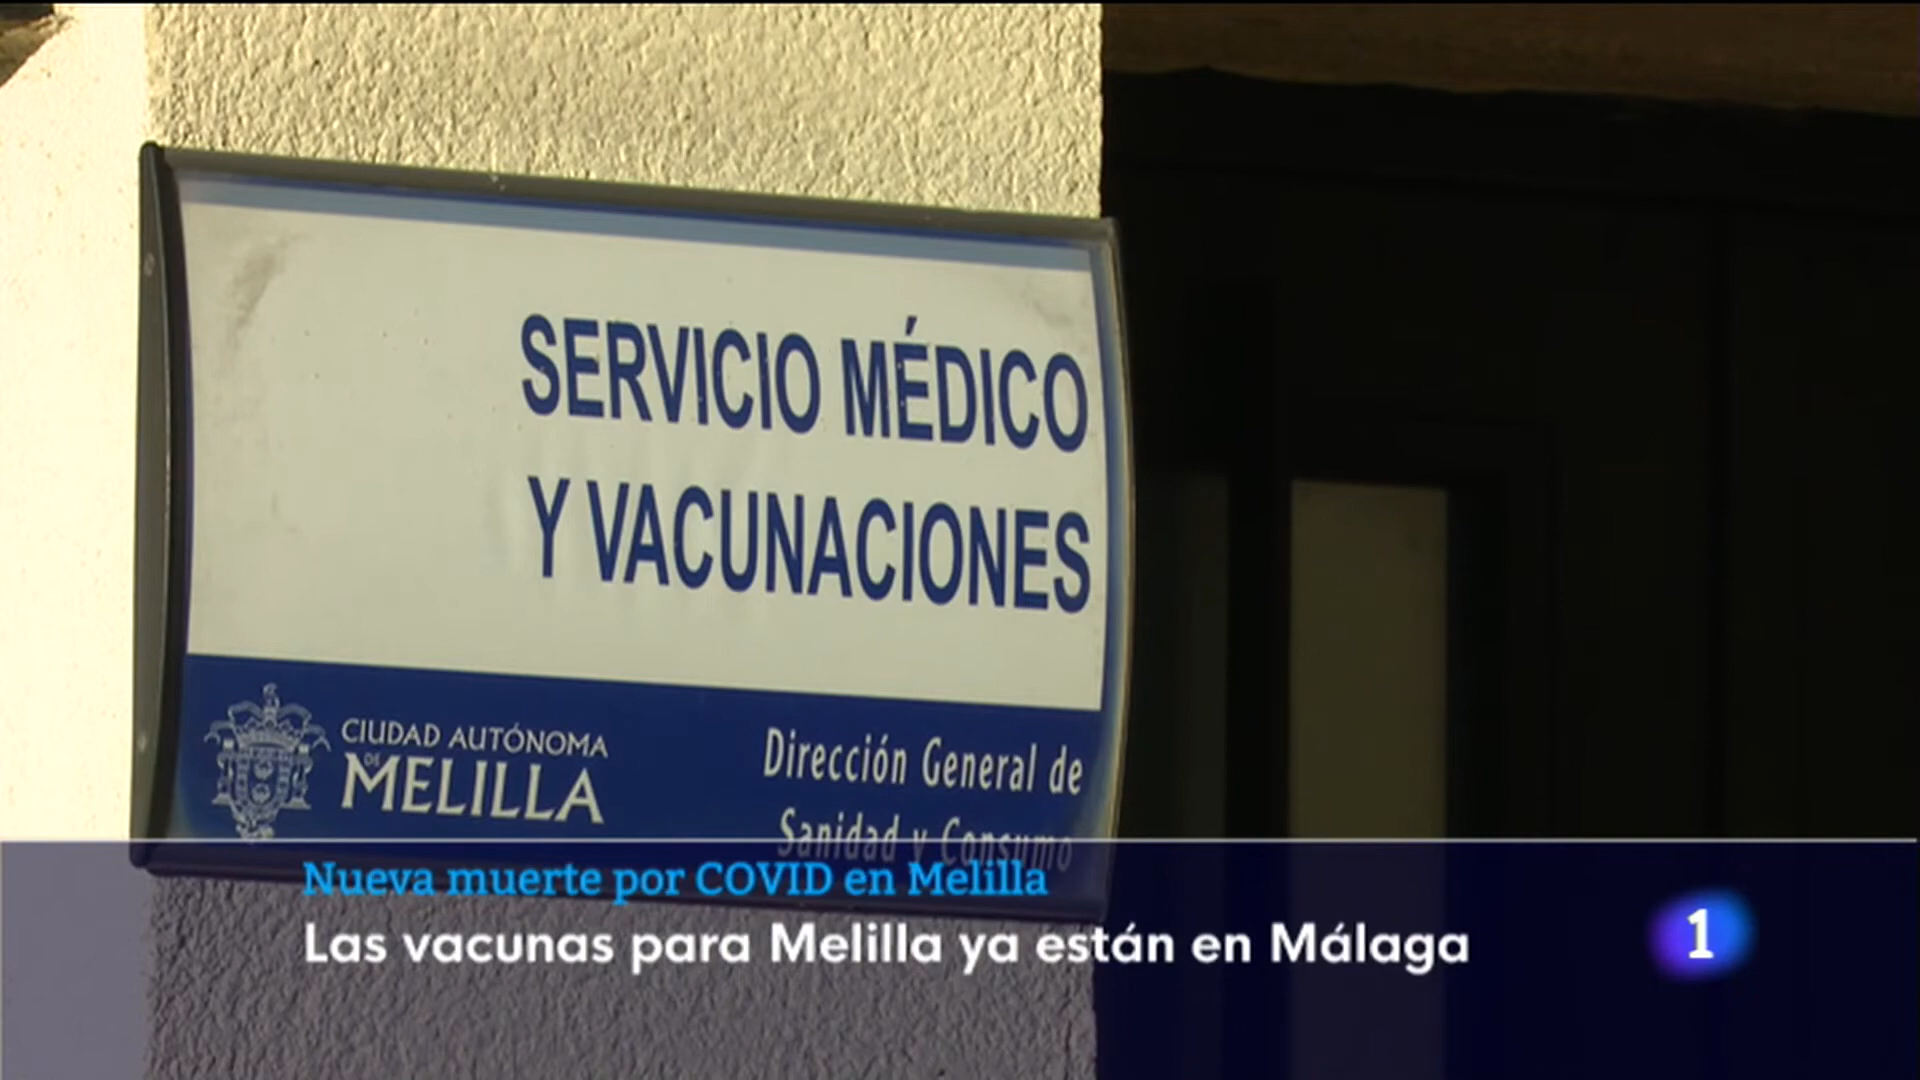 SERVICIO MÉDICO
Y VACUNACIONES
CIUDAD AUTÓNOMA
DE
MELILLA
Dirección General de
Sanidad y Consumo
Nueva muerte por COVID en Melilla
Las vacunas para Melilla ya están en Málaga
1